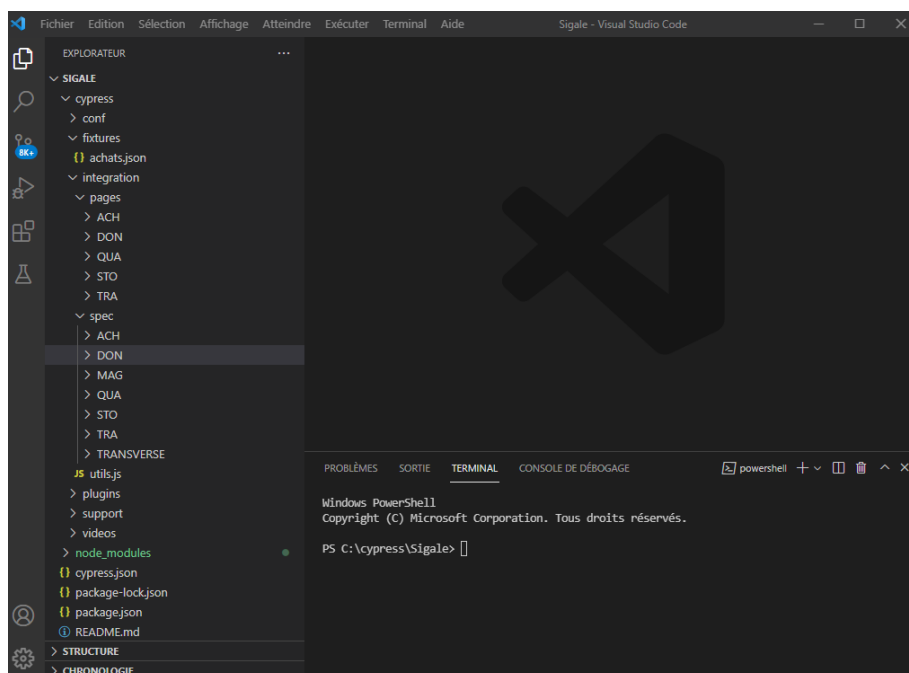 Fichier Edition Sélection Affichage Atteindre Exécuter Terminal Aide Sigale - Visual Studio Code
EXPLORATEUR
SIGALE
cypress
conf
fixtures
{} achats.json
integration
pages
ACH
DON
QUA
STO
TRA
spec
ACH
DON
MAG
QUA
STO
TRA
TRANSVERSE
JS utils.js
plugins
support
videos
node_modules
{} cypress.json
{} package-lock.json
{} package.json
README.md
STRUCTURE
CHRONOLOGIE
8K+
PROBLÈMES SORTIE TERMINAL CONSOLE DE DÉBOGAGE powershell
Windows PowerShell
Copyright (C) Microsoft Corporation. Tous droits réservés.
PS C:\cypress\Sigale>